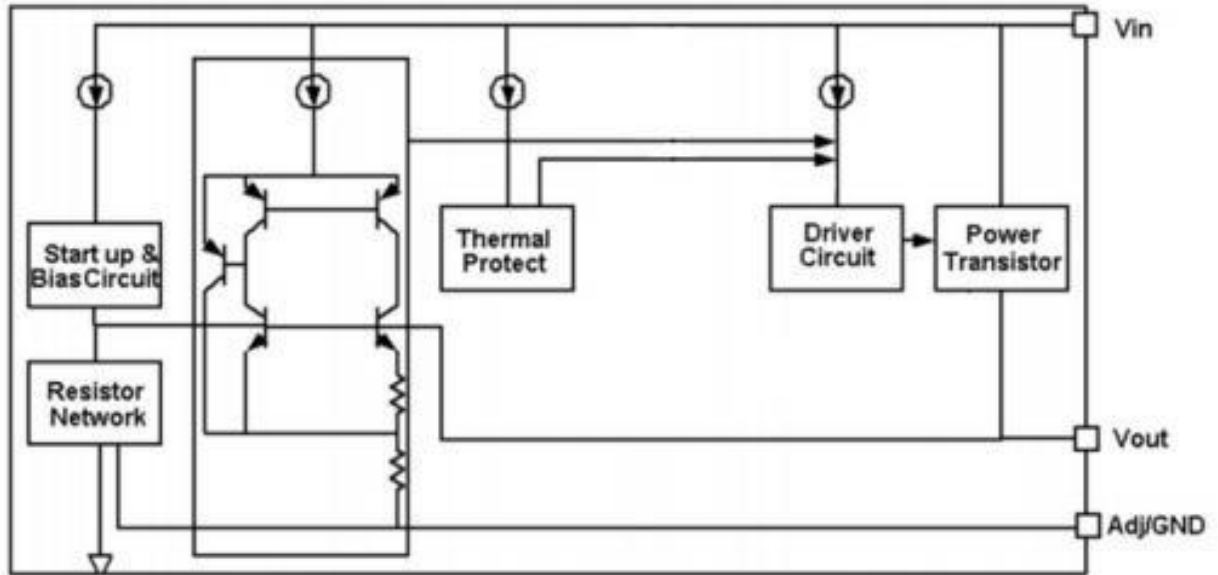 Vin
Start up &
Bias Circuit
Thermal
Protect
Driver
Circuit
Power
Transistor
Resistor
Network
Vout
Adj/GND